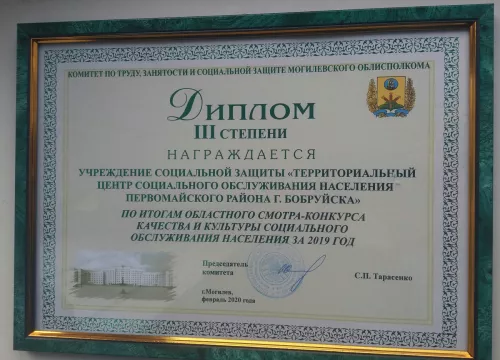 КОМИТЕТ ПО ТРУДУ, ЗАНЯТОСТИ И СОЦИАЛЬНОЙ ЗАЩИТЕ МОГИЛЕВСКОГО ОБЛИСПОЛКОМА
ДИПЛОМ
III СТЕПЕНИ
НАГРАЖДАЕТСЯ
УЧРЕЖДЕНИЕ СОЦИАЛЬНОЙ ЗАЩИТЫ «ТЕРРИТОРИАЛЬНЫЙ
ЦЕНТР СОЦИАЛЬНОГО ОБСЛУЖИВАНИЯ НАСЕЛЕНИЯ
ПЕРВОМАЙСКОГО РАЙОНА Г. БОБРУЙСКА»
ПО ИТОГАМ ОБЛАСТНОГО СМОТРА-КОНКУРСА
КАЧЕСТВА И КУЛЬТУРЫ СОЦИАЛЬНОГО
ОБСЛУЖИВАНИЯ НАСЕЛЕНИЯ ЗА 2019 ГОД
Председатель
комитета
С.П. Тарасенко
г.Могилев,
февраль 2020 года